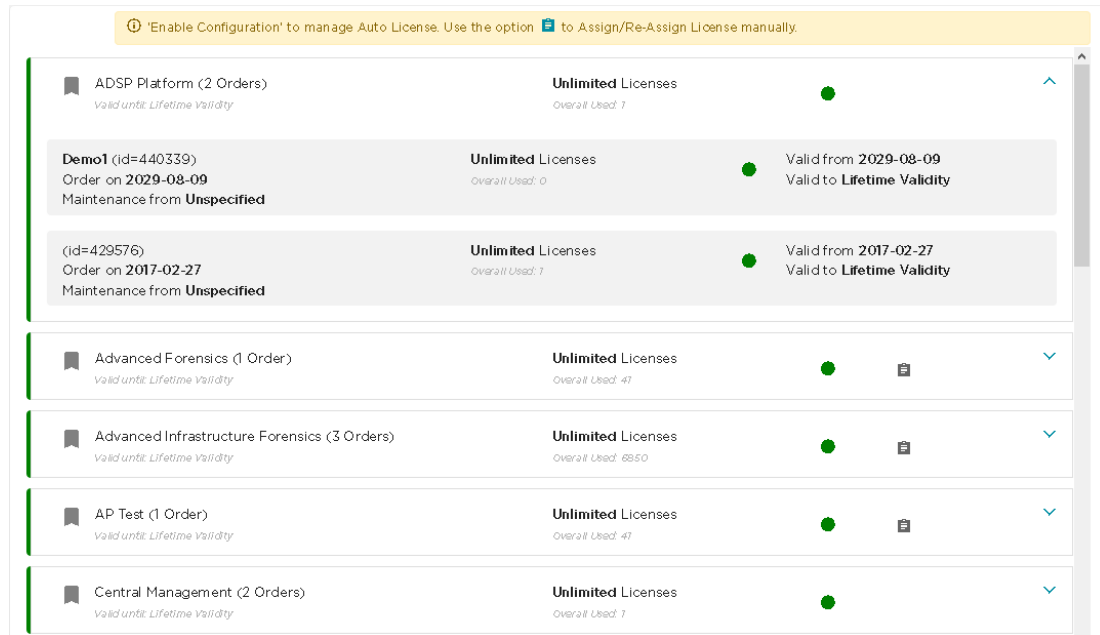 'Enable Configuration' to manage Auto License. Use the option to Assign/Re-Assign License manually.
ADSP Platform (2 Orders)
Unlimited Licenses
Valid until: Lifetime Validity
Overall Used: 1
Demo1 (id=440339)
Unlimited Licenses
Valid from 2029-08-09
Order on 2029-08-09
Overall Used: 0
Valid to Lifetime Validity
Maintenance from Unspecified
(id=429576)
Unlimited Licenses
Valid from 2017-02-27
Order on 2017-02-27
Overall Used: 1
Valid to Lifetime Validity
Maintenance from Unspecified
Advanced Forensics (1 Order)
Unlimited Licenses
Valid until: Lifetime Validity
Overall Used: 41
Advanced Infrastructure Forensics (3 Orders)
Unlimited Licenses
Valid until: Lifetime Validity
Overall Used: 6850
AP Test (1 Order)
Unlimited Licenses
Valid until: Lifetime Validity
Overall Used: 41
Central Management (2 Orders)
Unlimited Licenses
Valid until: Lifetime Validity
Overall Used: 1